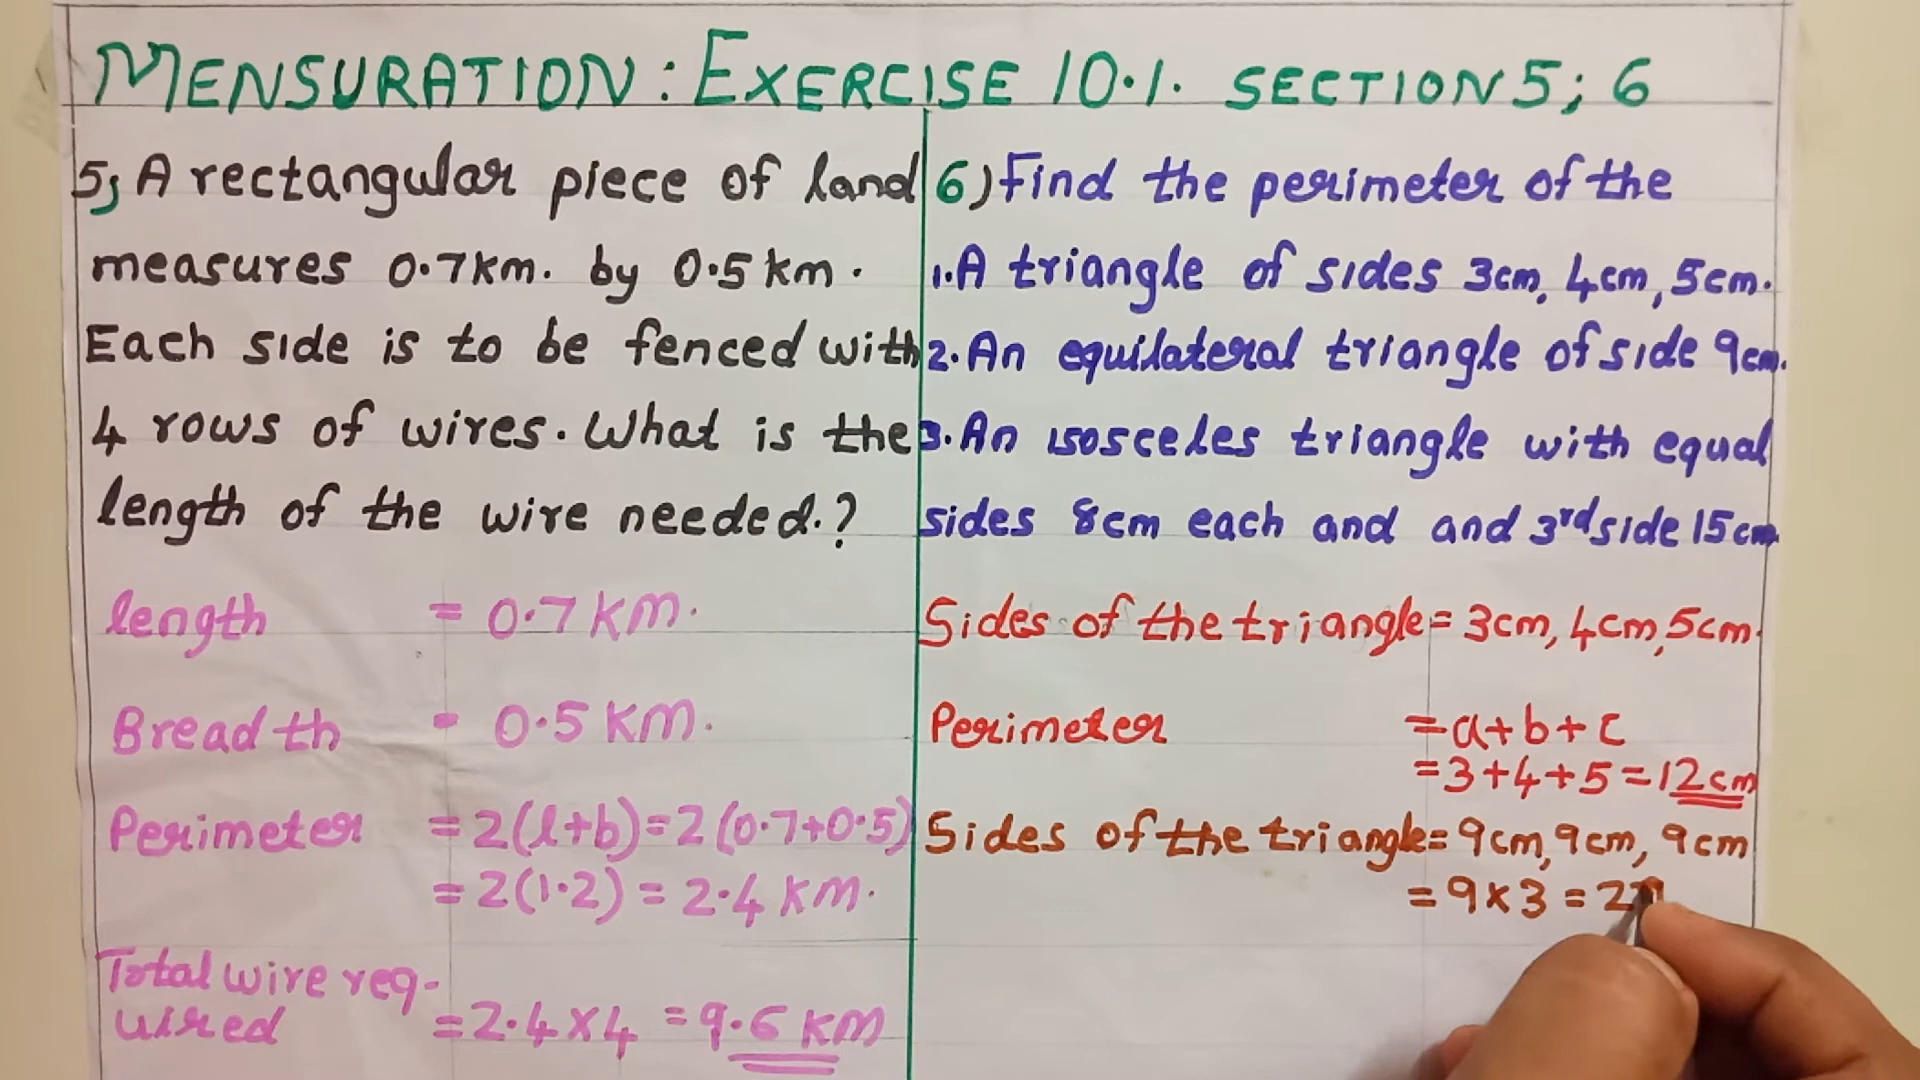 MENSURATION: EXERCISE 10.1. SECTION 5; 6
5; A rectangular piece of land
measures 0.7km. by 0.5 km.
Each side is to be fenced with
4 rows of wires. What is the
length of the wire needed.?
length = 0.7 KM.
Breadth = 0.5 KM.
Perimeter = 2(l+b)=2(0.7+0.5)
= 2(1.2) = 2.4 KM.
Total wire req-
uired = 2.4 x 4 = 9.6 KM
6) Find the perimeter of the
1. A triangle of sides 3cm, 4cm, 5cm.
2. An equilateral triangle of side 9cm.
3. An isosceles triangle with equal
sides 8cm each and and 3rd side 15cm
Sides of the triangle= 3cm, 4cm, 5cm.
Perimeter = a+b+c
= 3+4+5 = 12cm
Sides of the triangle= 9cm, 9cm, 9cm
= 9x3 = 27